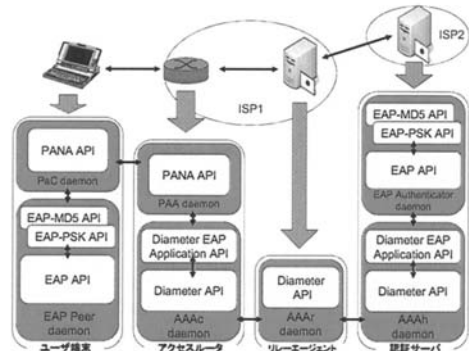 ISP2
ISP1
PANA API
PaC daemon
EAP-MD5 API
EAP-PSK API
EAP API
EAP Peer
daemon
ユーザ端末
PANA API
PAA daemon
Diameter EAP
Application API
Diameter API
AAAc
daemon
アクセスルータ
Diameter
API
AAAr
daemon
リレーエージェント
EAP-MD5 API
EAP-PSK API
EAP API
EAP Authenticator
daemon
Diameter EAP
Application API
Diameter API
AAAh
daemon
認証サーバ